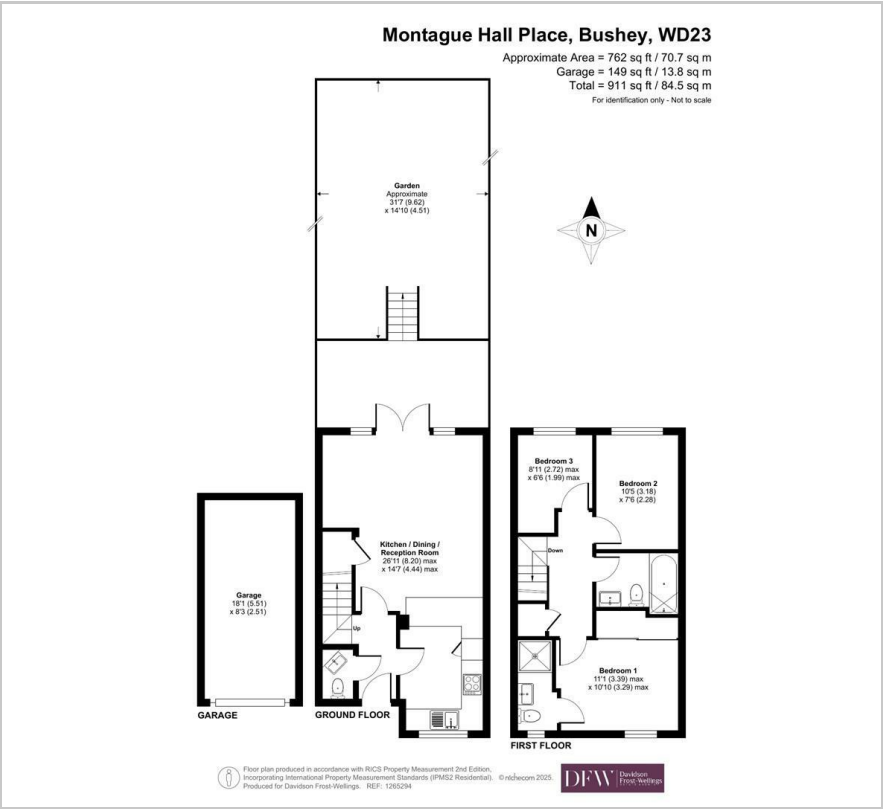 Montague Hall Place, Bushey, WD23
Approximate Area = 762 sq ft / 70.7 sq m
Garage = 149 sq ft / 13.8 sq m
Total = 911 sq ft / 84.5 sq m
For identification only - Not to scale
Garden
Approximate
31'7 (9.62)
x 14'10 (4.51)
N
Kitchen / Dining /
Reception Room
26'11 (8.20) max
x 14'7 (4.44) max
Up
GROUND FLOOR
Garage
18'1 (5.51)
x 8'3 (2.51)
GARAGE
Bedroom 3
8'11 (2.72) max
x 6'6 (1.99) max
Bedroom 2
10'5 (3.18)
x 7'6 (2.28)
Down
Bedroom 1
11'1 (3.39) max
x 10'10 (3.29) max
FIRST FLOOR
Floor plan produced in accordance with RICS Property Measurement 2nd Edition,
Incorporating International Property Measurement Standards (IPMS2 Residential). © nichecom 2025.
Produced for Davidson Frost-Wellings. REF: 1265294
DFW
Davidson
Frost-Wellings